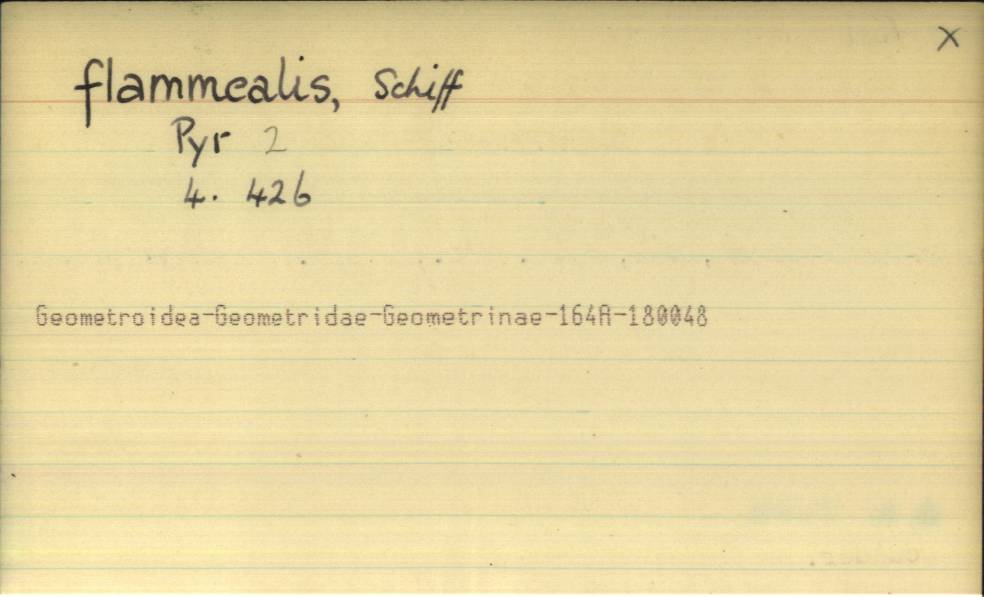 X
flammealis, Schiff
Pyr 2
4. 426
Geometroidea-Geometridae-Geometrinae-164A-180048